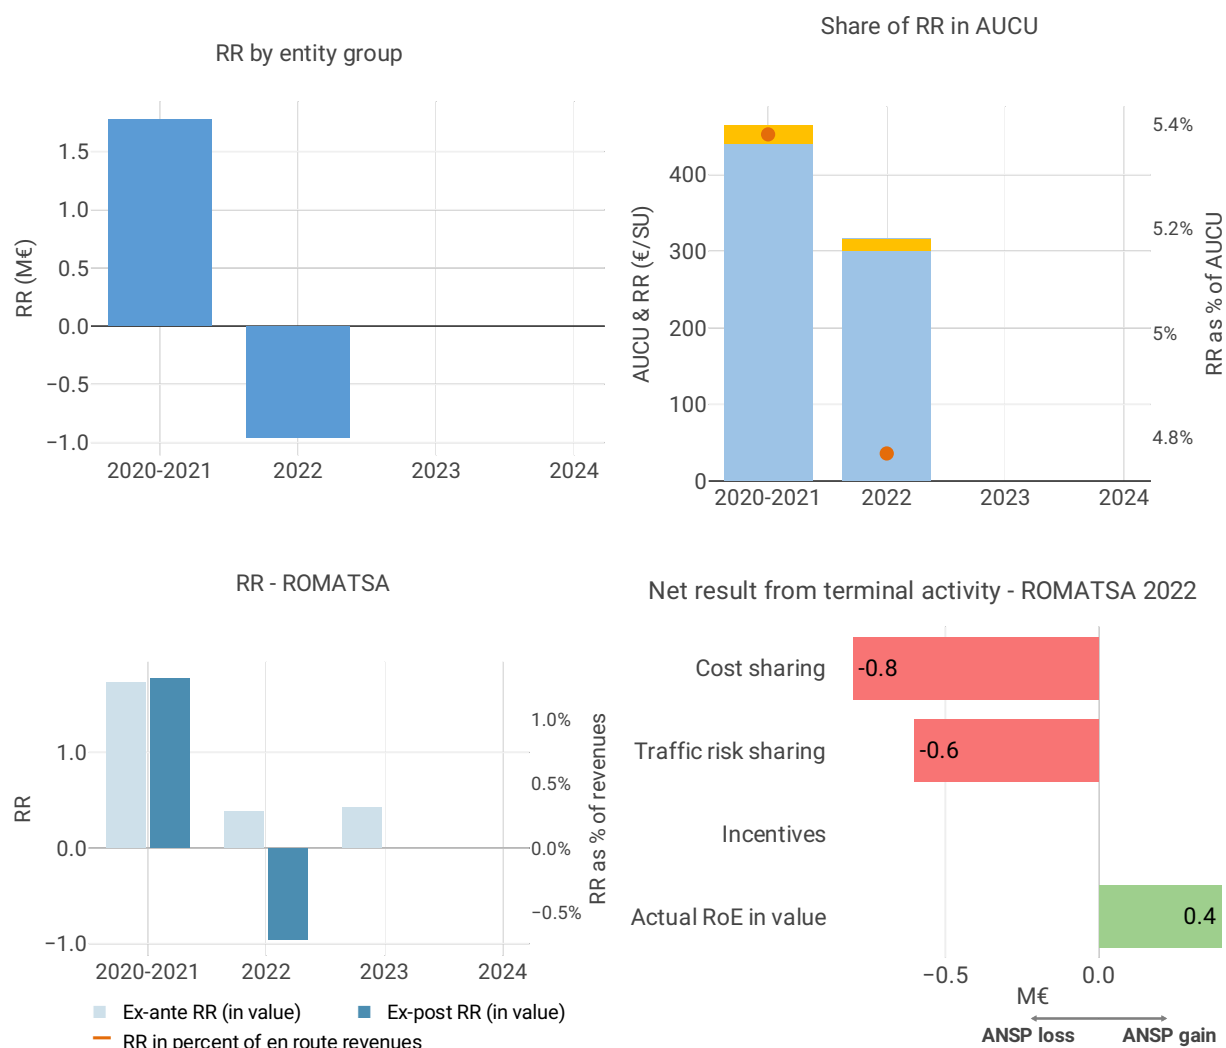 RR by entity group
RR (M€)
1.5
1.0
0.5
0.0
−0.5
−1.0
2020-2021
2022
2023
2024
Share of RR in AUCU
AUCU & RR (€/SU)
400
300
200
100
0
5.4%
5.2%
5%
4.8%
RR as % of AUCU
2020-2021
2022
2023
2024
RR - ROMATSA
RR
1.0
0.0
−1.0
1.0%
0.5%
0.0%
−0.5%
RR as % of revenues
2020-2021
2022
2023
2024
Ex-ante RR (in value)
Ex-post RR (in value)
RR in percent of en route revenues
Net result from terminal activity - ROMATSA 2022
Cost sharing
-0.8
Traffic risk sharing
-0.6
Incentives
Actual RoE in value
0.4
−0.5
0.0
M€
ANSP loss
ANSP gain